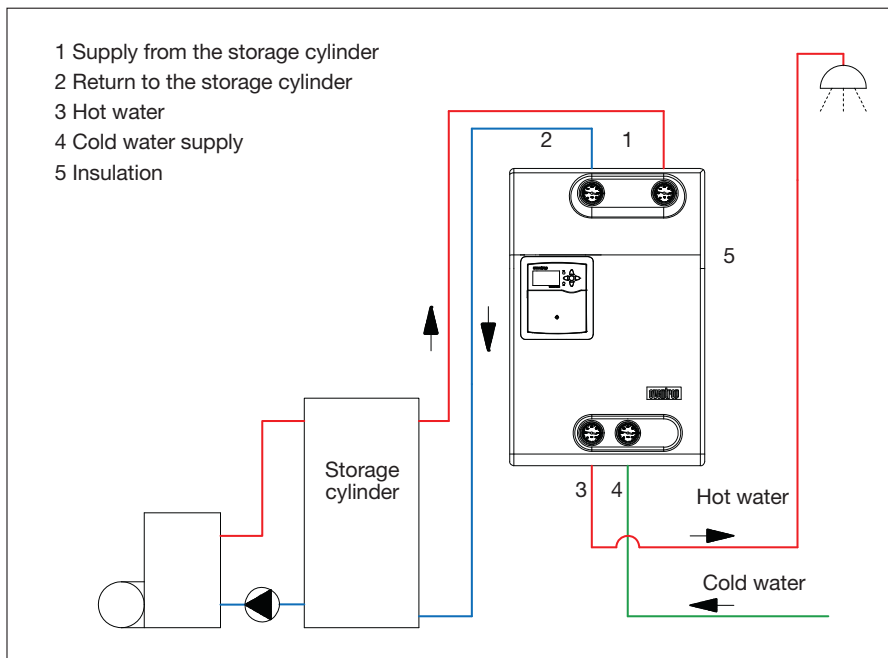 1 Supply from the storage cylinder
2 Return to the storage cylinder
3 Hot water
4 Cold water supply
5 Insulation
2
1
5
Storage
cylinder
3
4
Hot water
Cold water